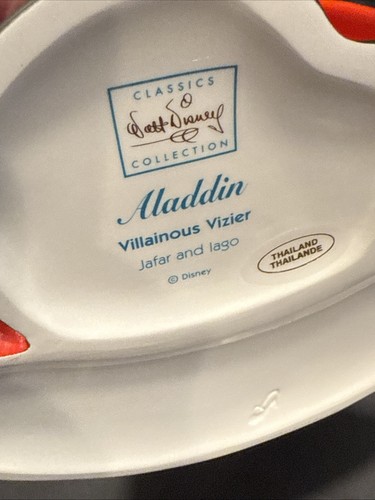 CLASSICS
Walt Disney
COLLECTION
Aladdin
Villainous Vizier
Jafar and Iago
© Disney
THAILAND
THAILANDE